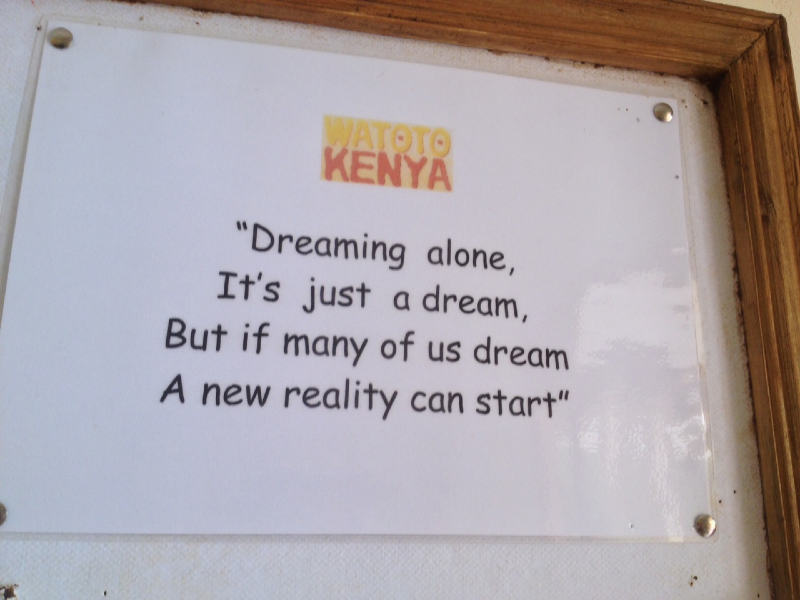 WATOTO
KENYA
“Dreaming alone,
It's just a dream,
But if many of us dream
A new reality can start”